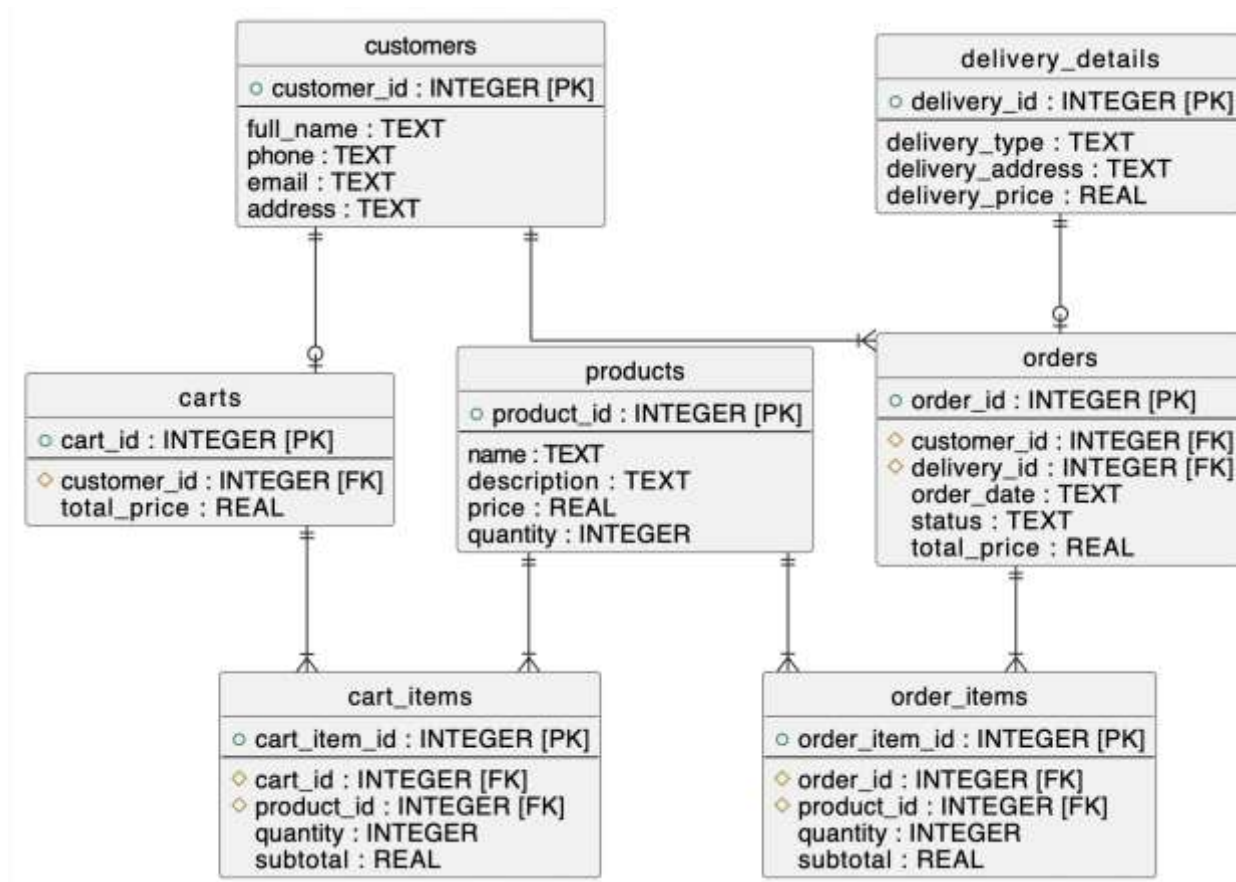 customers
customer_id : INTEGER [PK]
full_name : TEXT
phone : TEXT
email : TEXT
address : TEXT
delivery_details
delivery_id : INTEGER [PK]
delivery_type : TEXT
delivery_address : TEXT
delivery_price : REAL
carts
cart_id : INTEGER [PK]
customer_id : INTEGER [FK]
total_price : REAL
products
product_id : INTEGER [PK]
name : TEXT
description : TEXT
price : REAL
quantity : INTEGER
orders
order_id : INTEGER [PK]
customer_id : INTEGER [FK]
delivery_id : INTEGER [FK]
order_date : TEXT
status : TEXT
total_price : REAL
cart_items
cart_item_id : INTEGER [PK]
cart_id : INTEGER [FK]
product_id : INTEGER [FK]
quantity : INTEGER
subtotal : REAL
order_items
order_item_id : INTEGER [PK]
order_id : INTEGER [FK]
product_id : INTEGER [FK]
quantity : INTEGER
subtotal : REAL